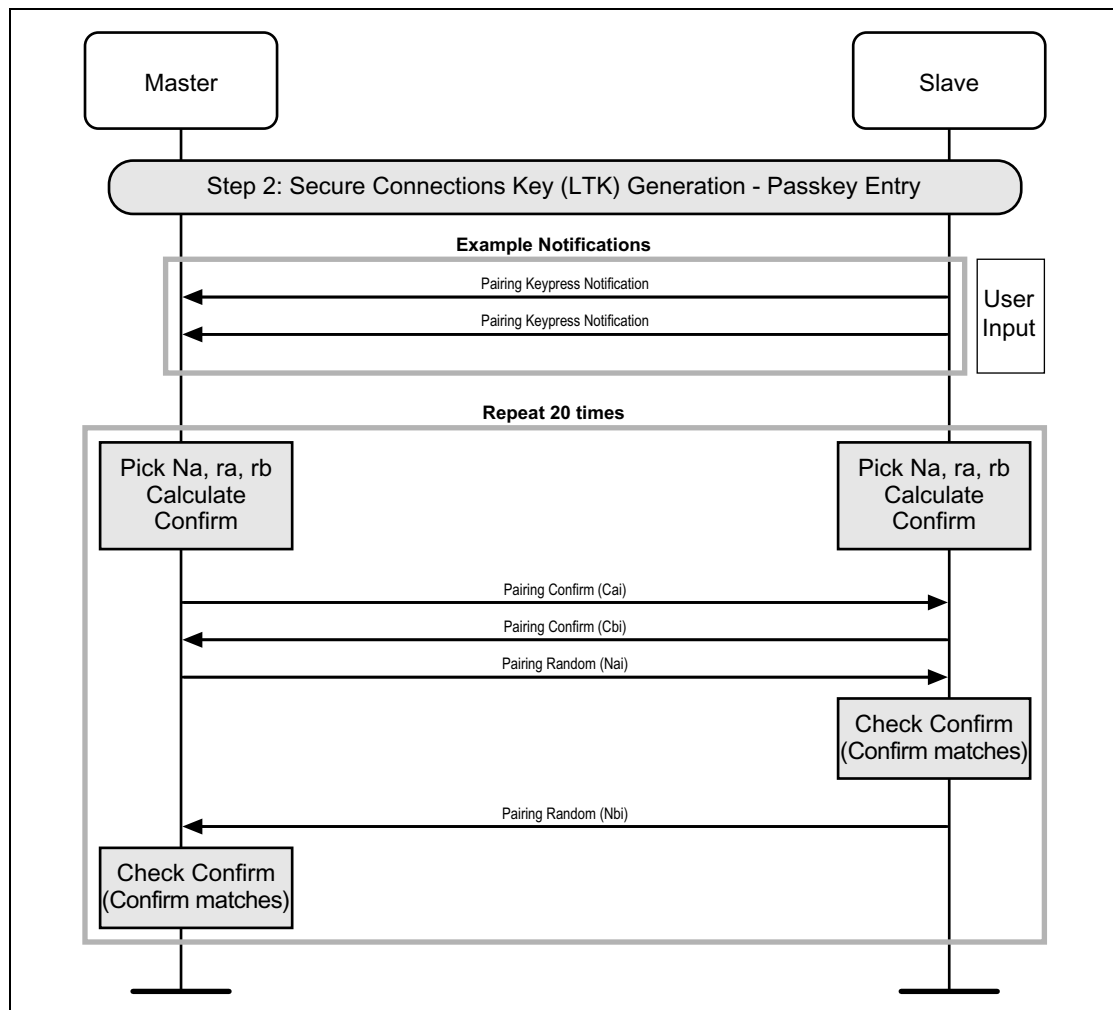 Master
Slave
Step 2: Secure Connections Key (LTK) Generation - Passkey Entry
Example Notifications
Pairing Keypress Notification
Pairing Keypress Notification
User
Input
Repeat 20 times
Pick Na, ra, rb
Calculate
Confirm
Pick Na, ra, rb
Calculate
Confirm
Pairing Confirm (Cai)
Pairing Confirm (Cbi)
Pairing Random (Nai)
Check Confirm
(Confirm matches)
Pairing Random (Nbi)
Check Confirm
(Confirm matches)